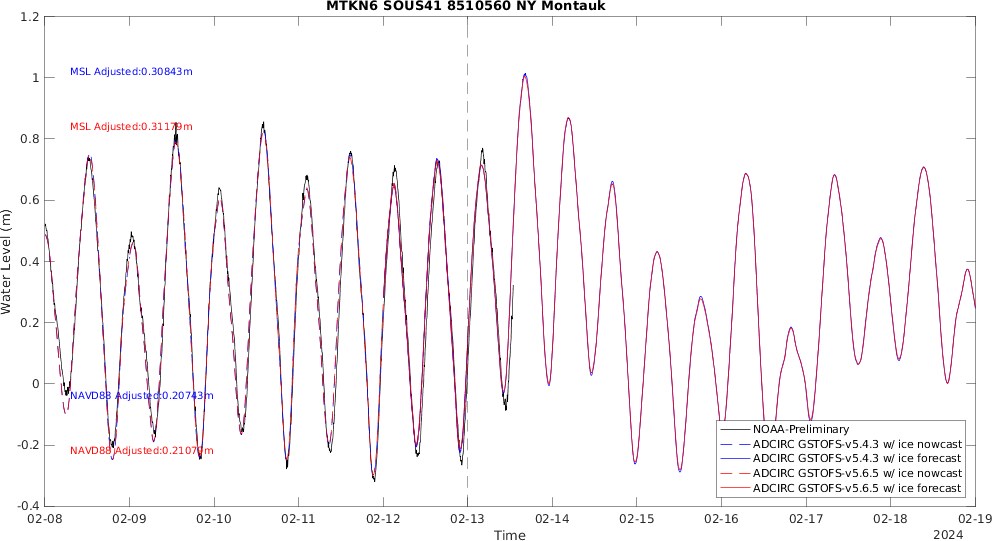 MTKN6 SOUS41 8510560 NY Montauk
1.2
1
0.8
0.6
0.4
0.2
0
-0.2
-0.4
Water Level (m)
MSL Adjusted:0.30843m
MSL Adjusted:0.31179m
NAVD88 Adjusted:0.20743m
NAVD88 Adjusted:0.21079m
NOAA-Preliminary
ADCIRC GSTOFS-v5.4.3 w/ ice nowcast
ADCIRC GSTOFS-v5.4.3 w/ ice forecast
ADCIRC GSTOFS-v5.6.5 w/ ice nowcast
ADCIRC GSTOFS-v5.6.5 w/ ice forecast
02-08 02-09 02-10 02-11 02-12 02-13 02-14 02-15 02-16 02-17 02-18 02-19
Time
2024